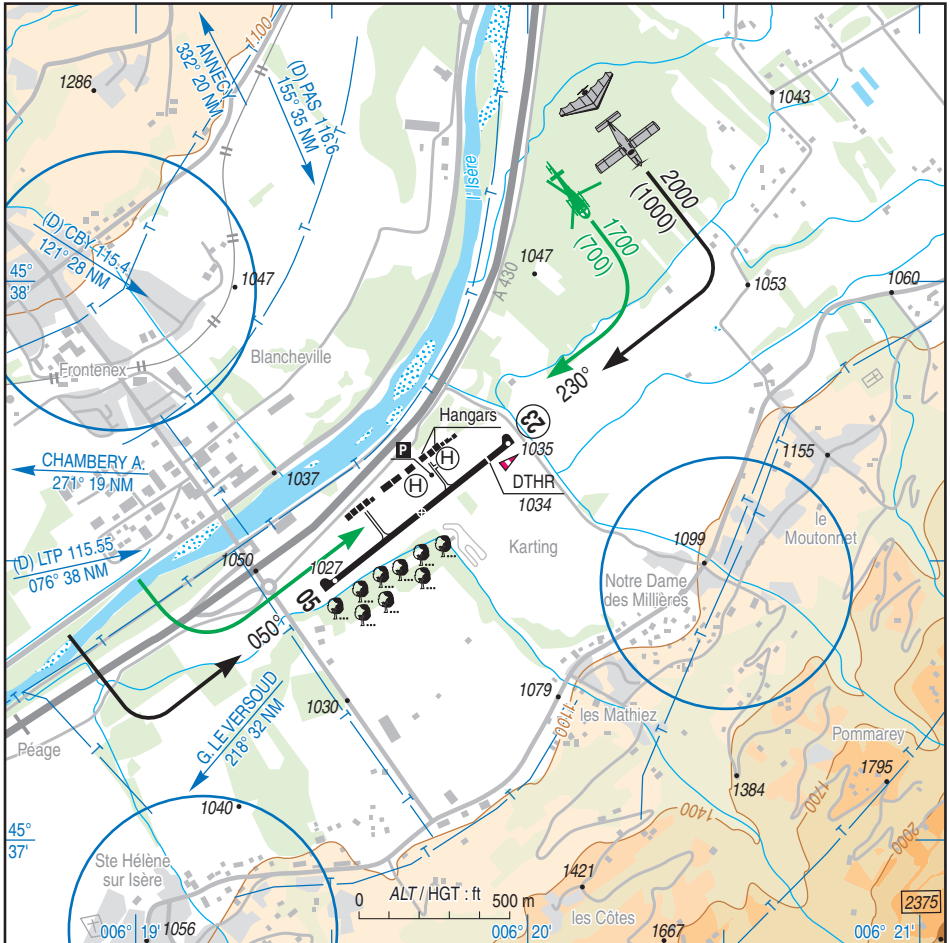 1286
1100
ANNECY
332° 20 NM
(D) PAS 116.6
155° 35 NM
l'Isère
1043
2000
(1000)
1700
(700)
(D) CBY 115.4
121° 28 NM
45°
38'
1047
1047
A 430
1053
1060
Frontenex
Blancheville
230°
Hangars
23
P
H
H
1035
DTHR
1034
CHAMBERY A.
271° 19 NM
1037
1155
le
Moutonnet
(D) LTP 115.55
076° 38 NM
1050
1027
Karting
1099
05
Notre Dame
des Millières
050°
G. LE VERSOUD
218° 32 NM
1030
1079
1100
les Mathiez
Péage
Pommarey
1795
1384
1700
1400
2000
1040
45°
37'
Ste Hélène
sur Isère
1421
ALT / HGT : ft
0 500 m
les Côtes
2375
1056
1667
006° 19'
006° 20'
006° 21'
T